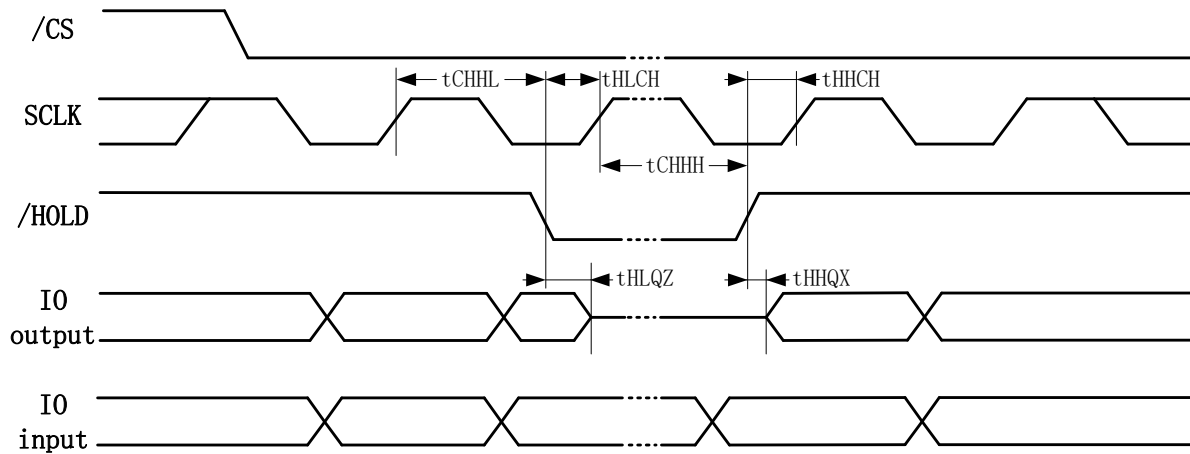 /CS
tCHHL
tHLCH
tHHCH
SCLK
tCHHH
/HOLD
tHLQZ
tHHQX
IO
output
IO
input